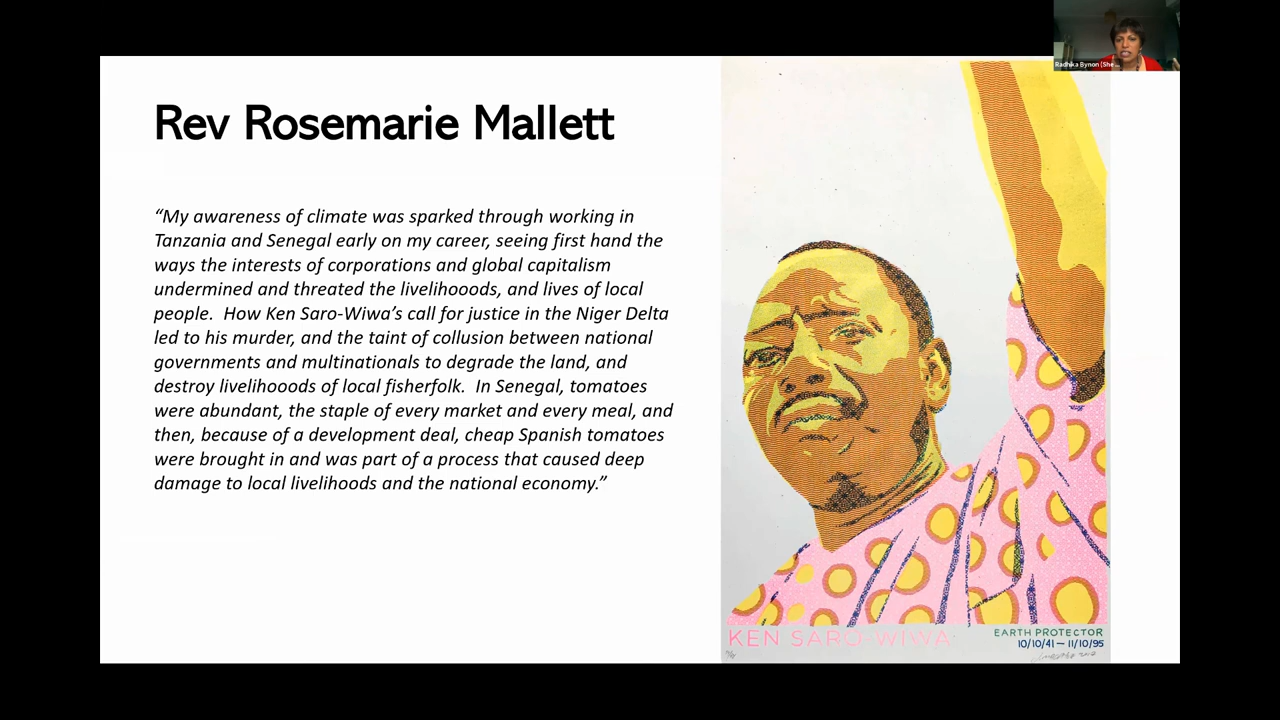 Radhika Bynon (She ...
Rev Rosemarie Mallett
“My awareness of climate was sparked through working in
Tanzania and Senegal early on my career, seeing first hand the
ways the interests of corporations and global capitalism
undermined and threated the livelihooods, and lives of local
people.  How Ken Saro-Wiwa’s call for justice in the Niger Delta
led to his murder, and the taint of collusion between national
governments and multinationals to degrade the land, and
destroy livelihooods of local fisherfolk.  In Senegal, tomatoes
were abundant, the staple of every market and every meal, and
then, because of a development deal, cheap Spanish tomatoes
were brought in and was part of a process that caused deep
damage to local livelihoods and the national economy.”
KEN SARO-WIWA
EARTH PROTECTOR
10/10/41 — 11/10/95